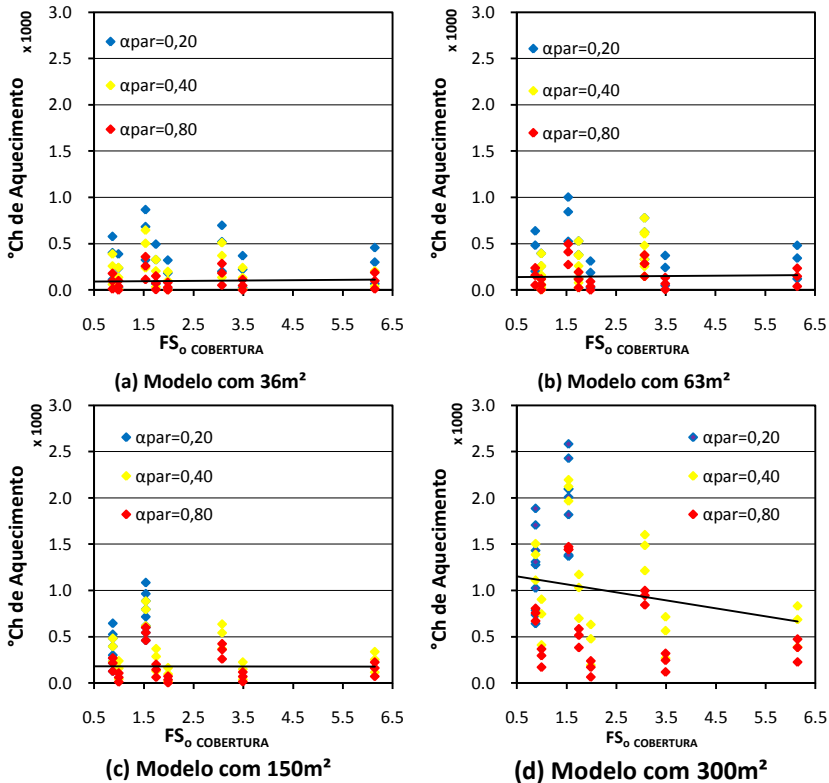 x 1000
°Ch de Aquecimento
3.0
2.5
2.0
1.5
1.0
0.5
0.0
αpar=0,20
αpar=0,40
αpar=0,80
0.5 1.5 2.5 3.5 4.5 5.5 6.5
FSo COBERTURA
(a) Modelo com 36m²
x 1000
°Ch de Aquecimento
3.0
2.5
2.0
1.5
1.0
0.5
0.0
αpar=0,20
αpar=0,40
αpar=0,80
0.5 1.5 2.5 3.5 4.5 5.5 6.5
FSo COBERTURA
(b) Modelo com 63m²
x 1000
°Ch de Aquecimento
3.0
2.5
2.0
1.5
1.0
0.5
0.0
αpar=0,20
αpar=0,40
αpar=0,80
0.5 1.5 2.5 3.5 4.5 5.5 6.5
FSo COBERTURA
(c) Modelo com 150m²
x 1000
°Ch de Aquecimento
3.0
2.5
2.0
1.5
1.0
0.5
0.0
αpar=0,20
αpar=0,40
αpar=0,80
0.5 1.5 2.5 3.5 4.5 5.5 6.5
FSo COBERTURA
(d) Modelo com 300m²